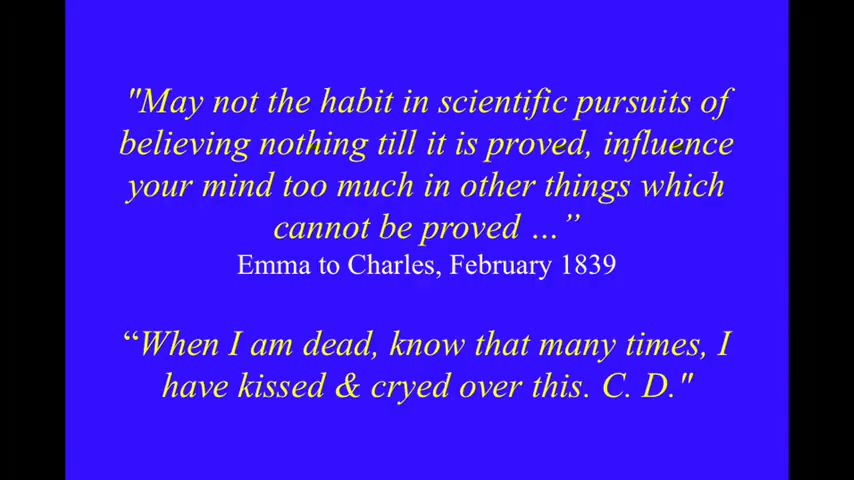 "May not the habit in scientific pursuits of
believing nothing till it is proved, influence
your mind too much in other things which
cannot be proved …”
Emma to Charles, February 1839
“When I am dead, know that many times, I
have kissed & cryed over this. C. D."